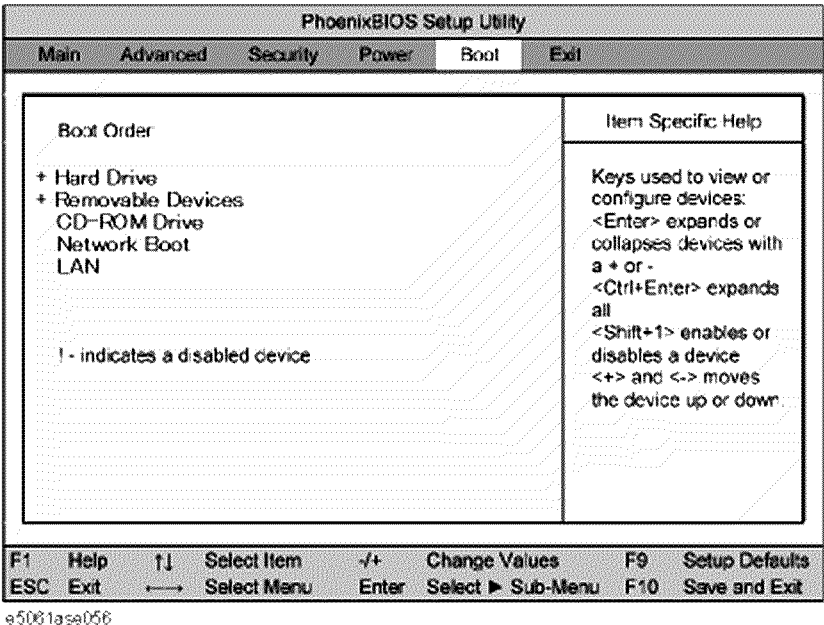 PhoenixBIOS Setup Utility
Main Advanced Security Power Boot Exit
Boot Order
+ Hard Drive
+ Removable Devices
CD-ROM Drive
Network Boot
LAN
! - indicates a disabled device
Item Specific Help
Keys used to view or
configure devices:
<Enter> expands or
collapses devices with
a + or -
<Ctrl+Enter> expands
all
<Shift+1> enables or
disables a device
<+> and <-> moves
the device up or down.
F1 Help ↑↓ Select Item -/+ Change Values F9 Setup Defaults
ESC Exit ←→ Select Menu Enter Select ▶ Sub-Menu F10 Save and Exit
e5061ase056